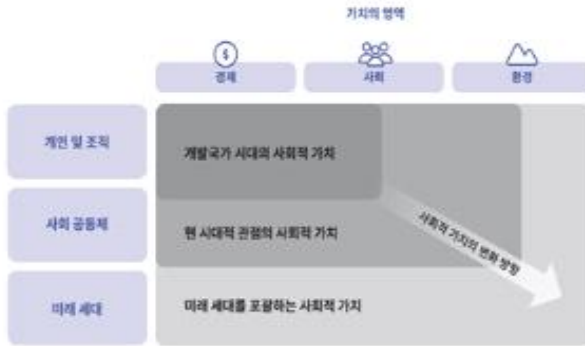 가치의 영역
$
경제
사회
환경
개인 및 조직
개발국가 시대의 사회적 가치
사회 공동체
현 시대적 관점의 사회적 가치
사회적 가치의 변화 방향
미래 세대
미래 세대를 포괄하는 사회적 가치